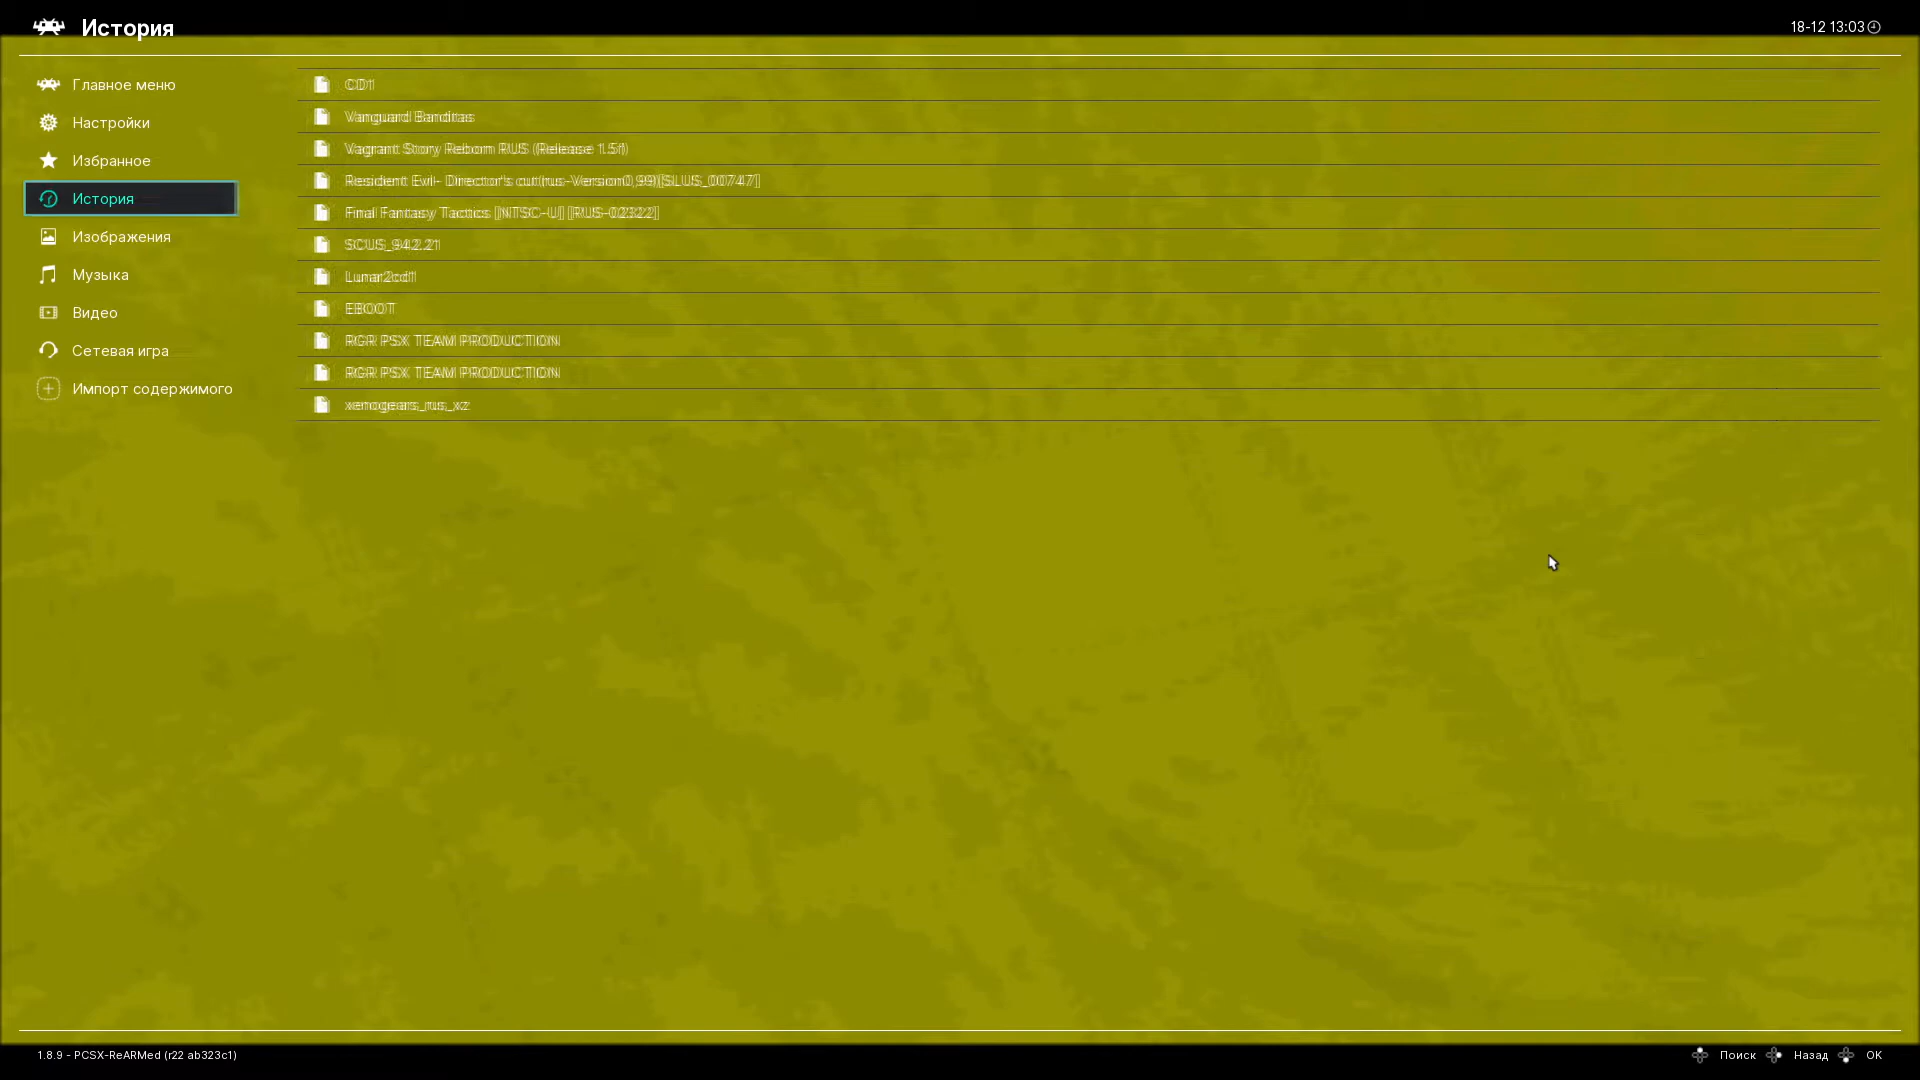 История
18-12 13:03
Главное меню
Настройки
Избранное
История
Изображения
Музыка
Видео
Сетевая игра
Импорт содержимого
CD1
Vanguard Bandits
Vagrant Story Reborn RUS (Release 1.5f)
Resident Evil- Director's cut(rus-Version0,99)[SLUS_00747]
Final Fantasy Tactics [NTSC-U] [RUS-02322]
SCUS_942.21
Lunar2cd1
EBOOT
RGR PSX TEAM PRODUCTION
RGR PSX TEAM PRODUCTION
xenogears_rus_xz
1.8.9 - PCSX-ReARMed (r22 ab323c1)
Поиск
Назад
OK